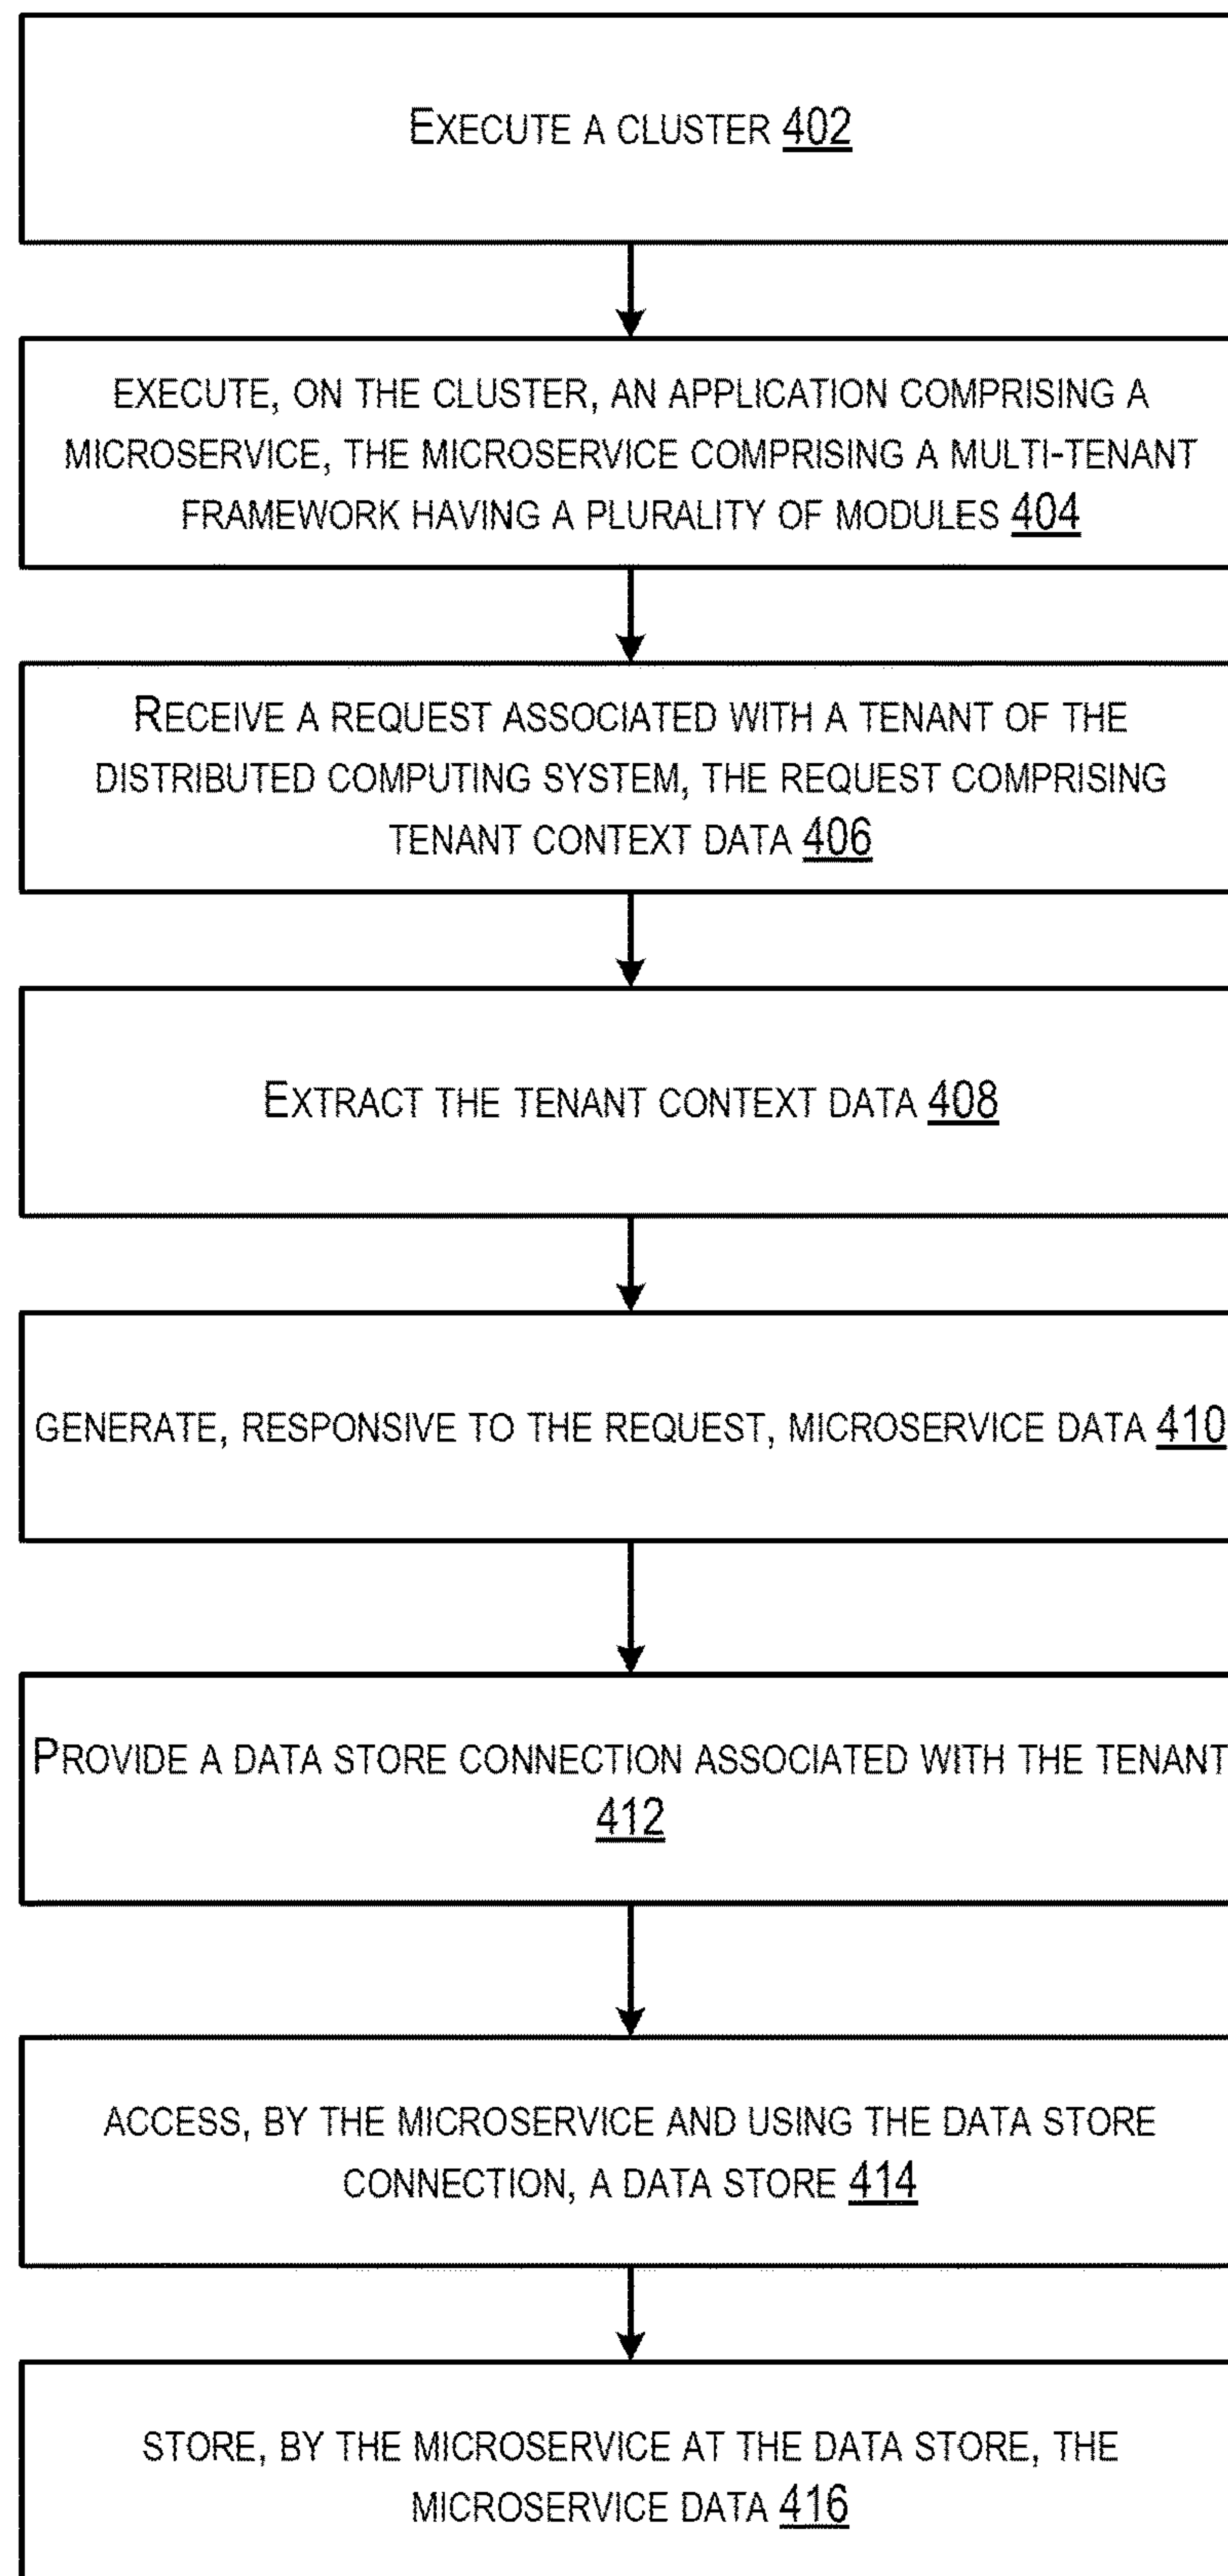 EXECUTE A CLUSTER 402
EXECUTE, ON THE CLUSTER, AN APPLICATION COMPRISING A
MICROSERVICE, THE MICROSERVICE COMPRISING A MULTI-TENANT
FRAMEWORK HAVING A PLURALITY OF MODULES 404
RECEIVE A REQUEST ASSOCIATED WITH A TENANT OF THE
DISTRIBUTED COMPUTING SYSTEM, THE REQUEST COMPRISING
TENANT CONTEXT DATA 406
EXTRACT THE TENANT CONTEXT DATA 408
GENERATE, RESPONSIVE TO THE REQUEST, MICROSERVICE DATA 410
PROVIDE A DATA STORE CONNECTION ASSOCIATED WITH THE TENANT
412
ACCESS, BY THE MICROSERVICE AND USING THE DATA STORE
CONNECTION, A DATA STORE 414
STORE, BY THE MICROSERVICE AT THE DATA STORE, THE
MICROSERVICE DATA 416